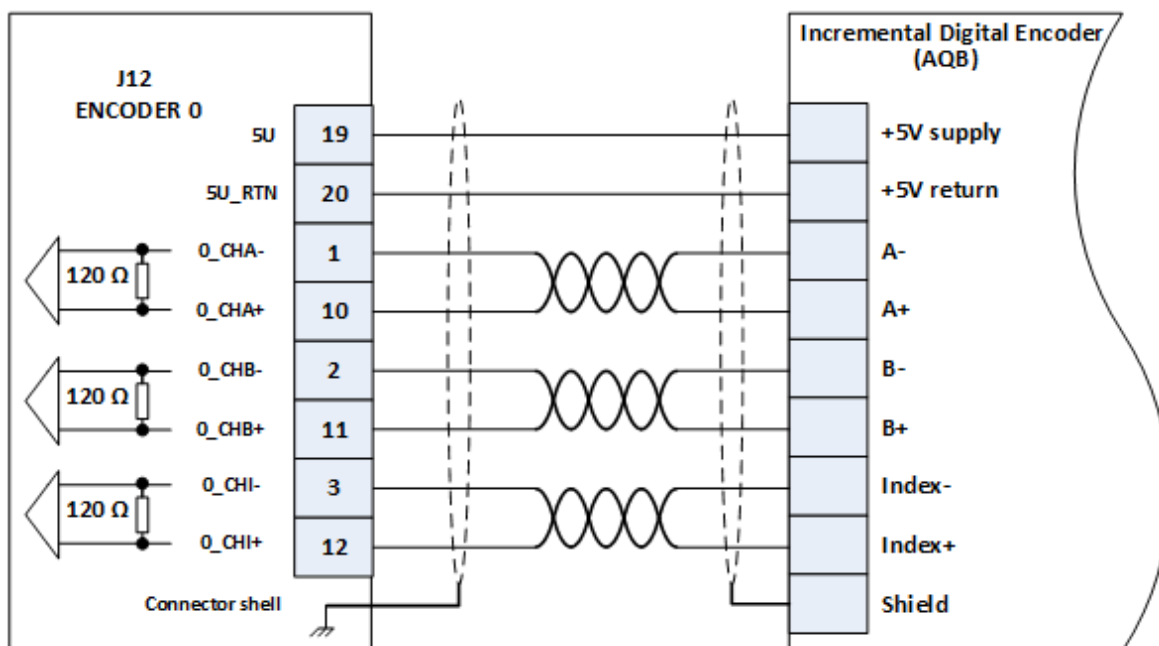 J12
ENCODER 0
Incremental Digital Encoder
(AQB)
5U 19 +5V supply
5U_RTN 20 +5V return
0_CHA- 1 A-
120 Ω
0_CHA+ 10 A+
0_CHB- 2 B-
120 Ω
0_CHB+ 11 B+
0_CHI- 3 Index-
120 Ω
0_CHI+ 12 Index+
Connector shell Shield